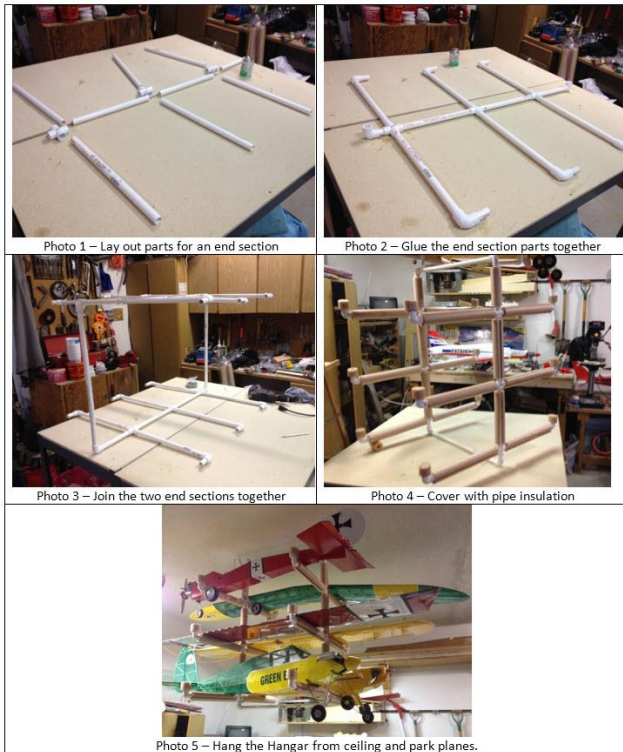 Photo 1 – Lay out parts for an end section
Photo 2 – Glue the end section parts together
Photo 3 – Join the two end sections together
Photo 4 – Cover with pipe insulation
GREEN E
Photo 5 – Hang the Hangar from ceiling and park planes.